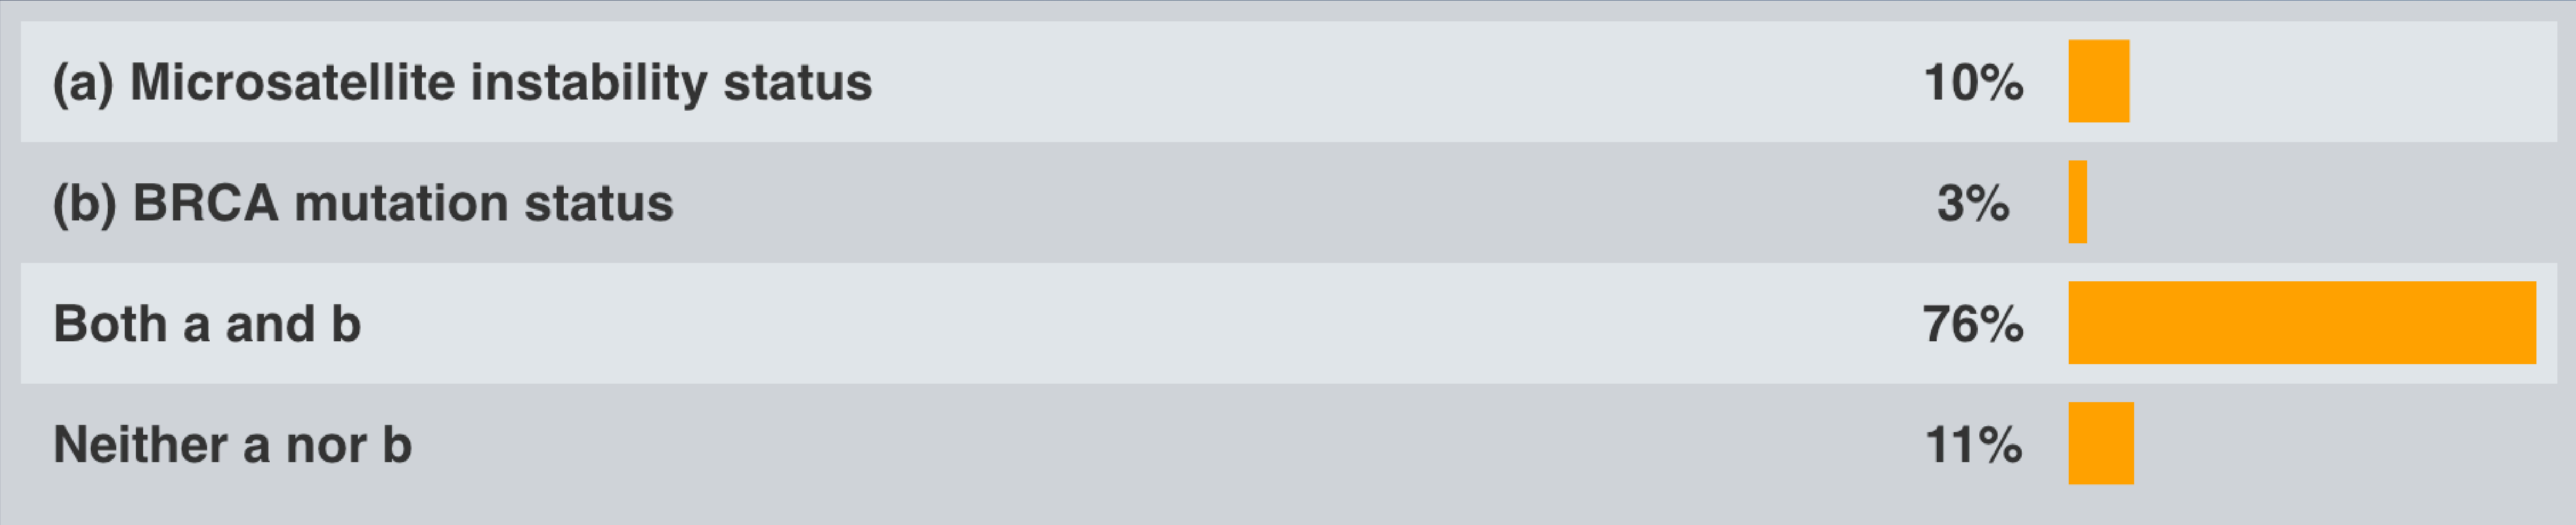 (a) Microsatellite instability status 10%
(b) BRCA mutation status 3%
Both a and b 76%
Neither a nor b 11%